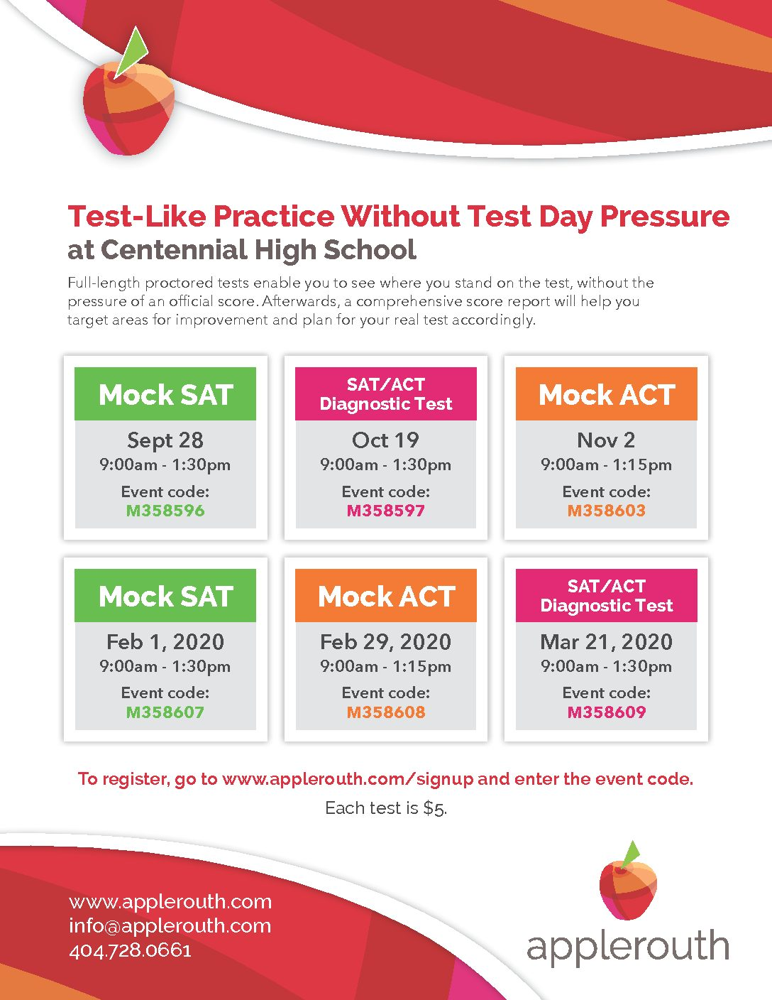 Test-Like Practice Without Test Day Pressure
at Centennial High School
Full-length proctored tests enable you to see where you stand on the test, without the
pressure of an official score. Afterwards, a comprehensive score report will help you
target areas for improvement and plan for your real test accordingly.
Mock SAT
Sept 28
9:00am - 1:30pm
Event code:
M358596
SAT/ACT
Diagnostic Test
Oct 19
9:00am - 1:30pm
Event code:
M358597
Mock ACT
Nov 2
9:00am - 1:15pm
Event code:
M358603
Mock SAT
Feb 1, 2020
9:00am - 1:30pm
Event code:
M358607
Mock ACT
Feb 29, 2020
9:00am - 1:15pm
Event code:
M358608
SAT/ACT
Diagnostic Test
Mar 21, 2020
9:00am - 1:30pm
Event code:
M358609
To register, go to www.applerouth.com/signup and enter the event code.
Each test is $5.
www.applerouth.com
info@applerouth.com
404.728.0661
applerouth